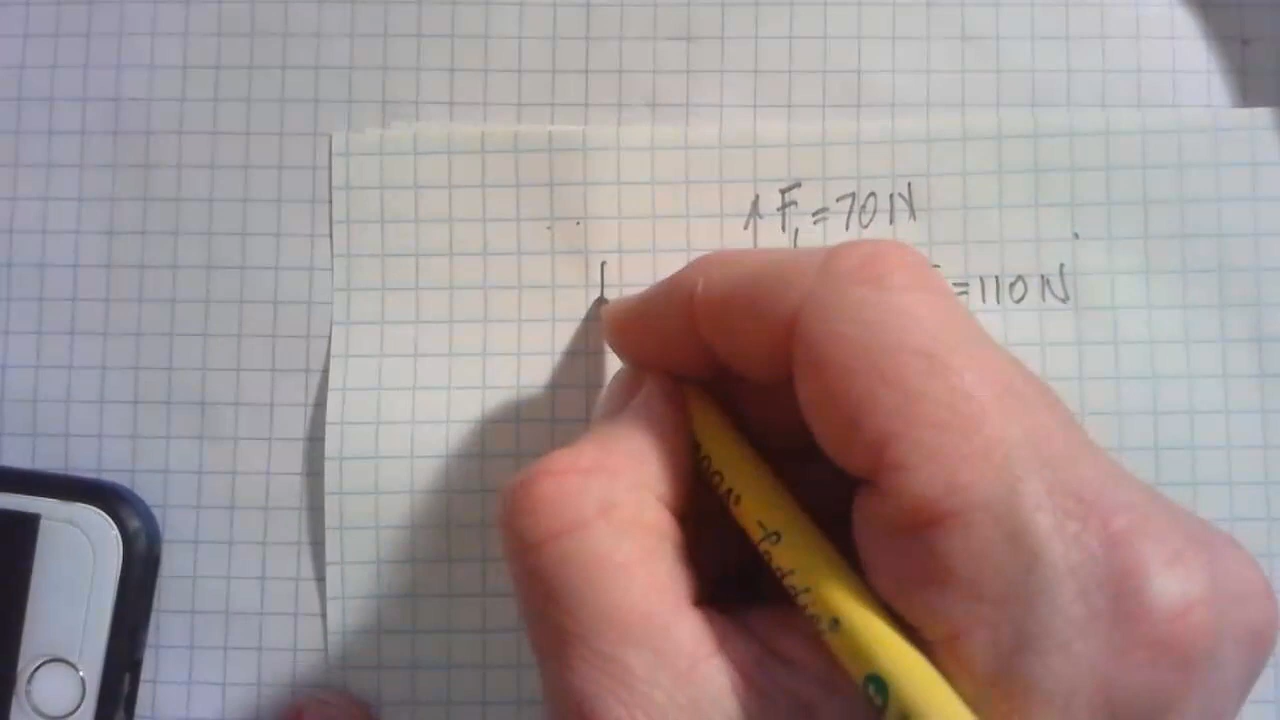 ↑ F₁ = 70 N
= 110 N